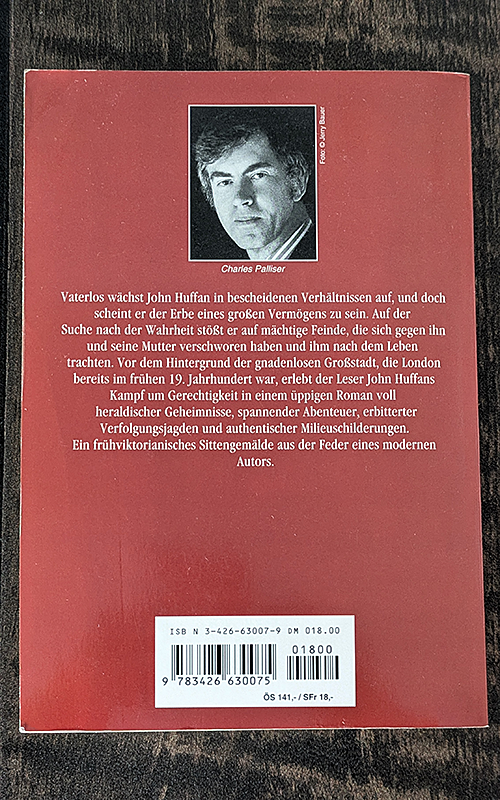 Foto: © Jerry Bauer
Charles Palliser
Vaterlos wächst John Huffan in bescheidenen Verhältnissen auf, und doch
scheint er der Erbe eines großen Vermögens zu sein. Auf der
Suche nach der Wahrheit stößt er auf mächtige Feinde, die sich gegen ihn
und seine Mutter verschworen haben und ihm nach dem Leben
trachten. Vor dem Hintergrund der gnadenlosen Großstadt, die London
bereits im frühen 19. Jahrhundert war, erlebt der Leser John Huffans
Kampf um Gerechtigkeit in einem üppigen Roman voll
heraldischer Geheimnisse, spannender Abenteuer, erbitterter
Verfolgungsjagden und authentischer Milieuschilderungen.
Ein frühviktorianisches Sittengemälde aus der Feder eines modernen
Autors.
ISBN 3-426-63007-9 DM 018.00
01800
9 783426 630075
ÖS 141,- / SFr 18,-